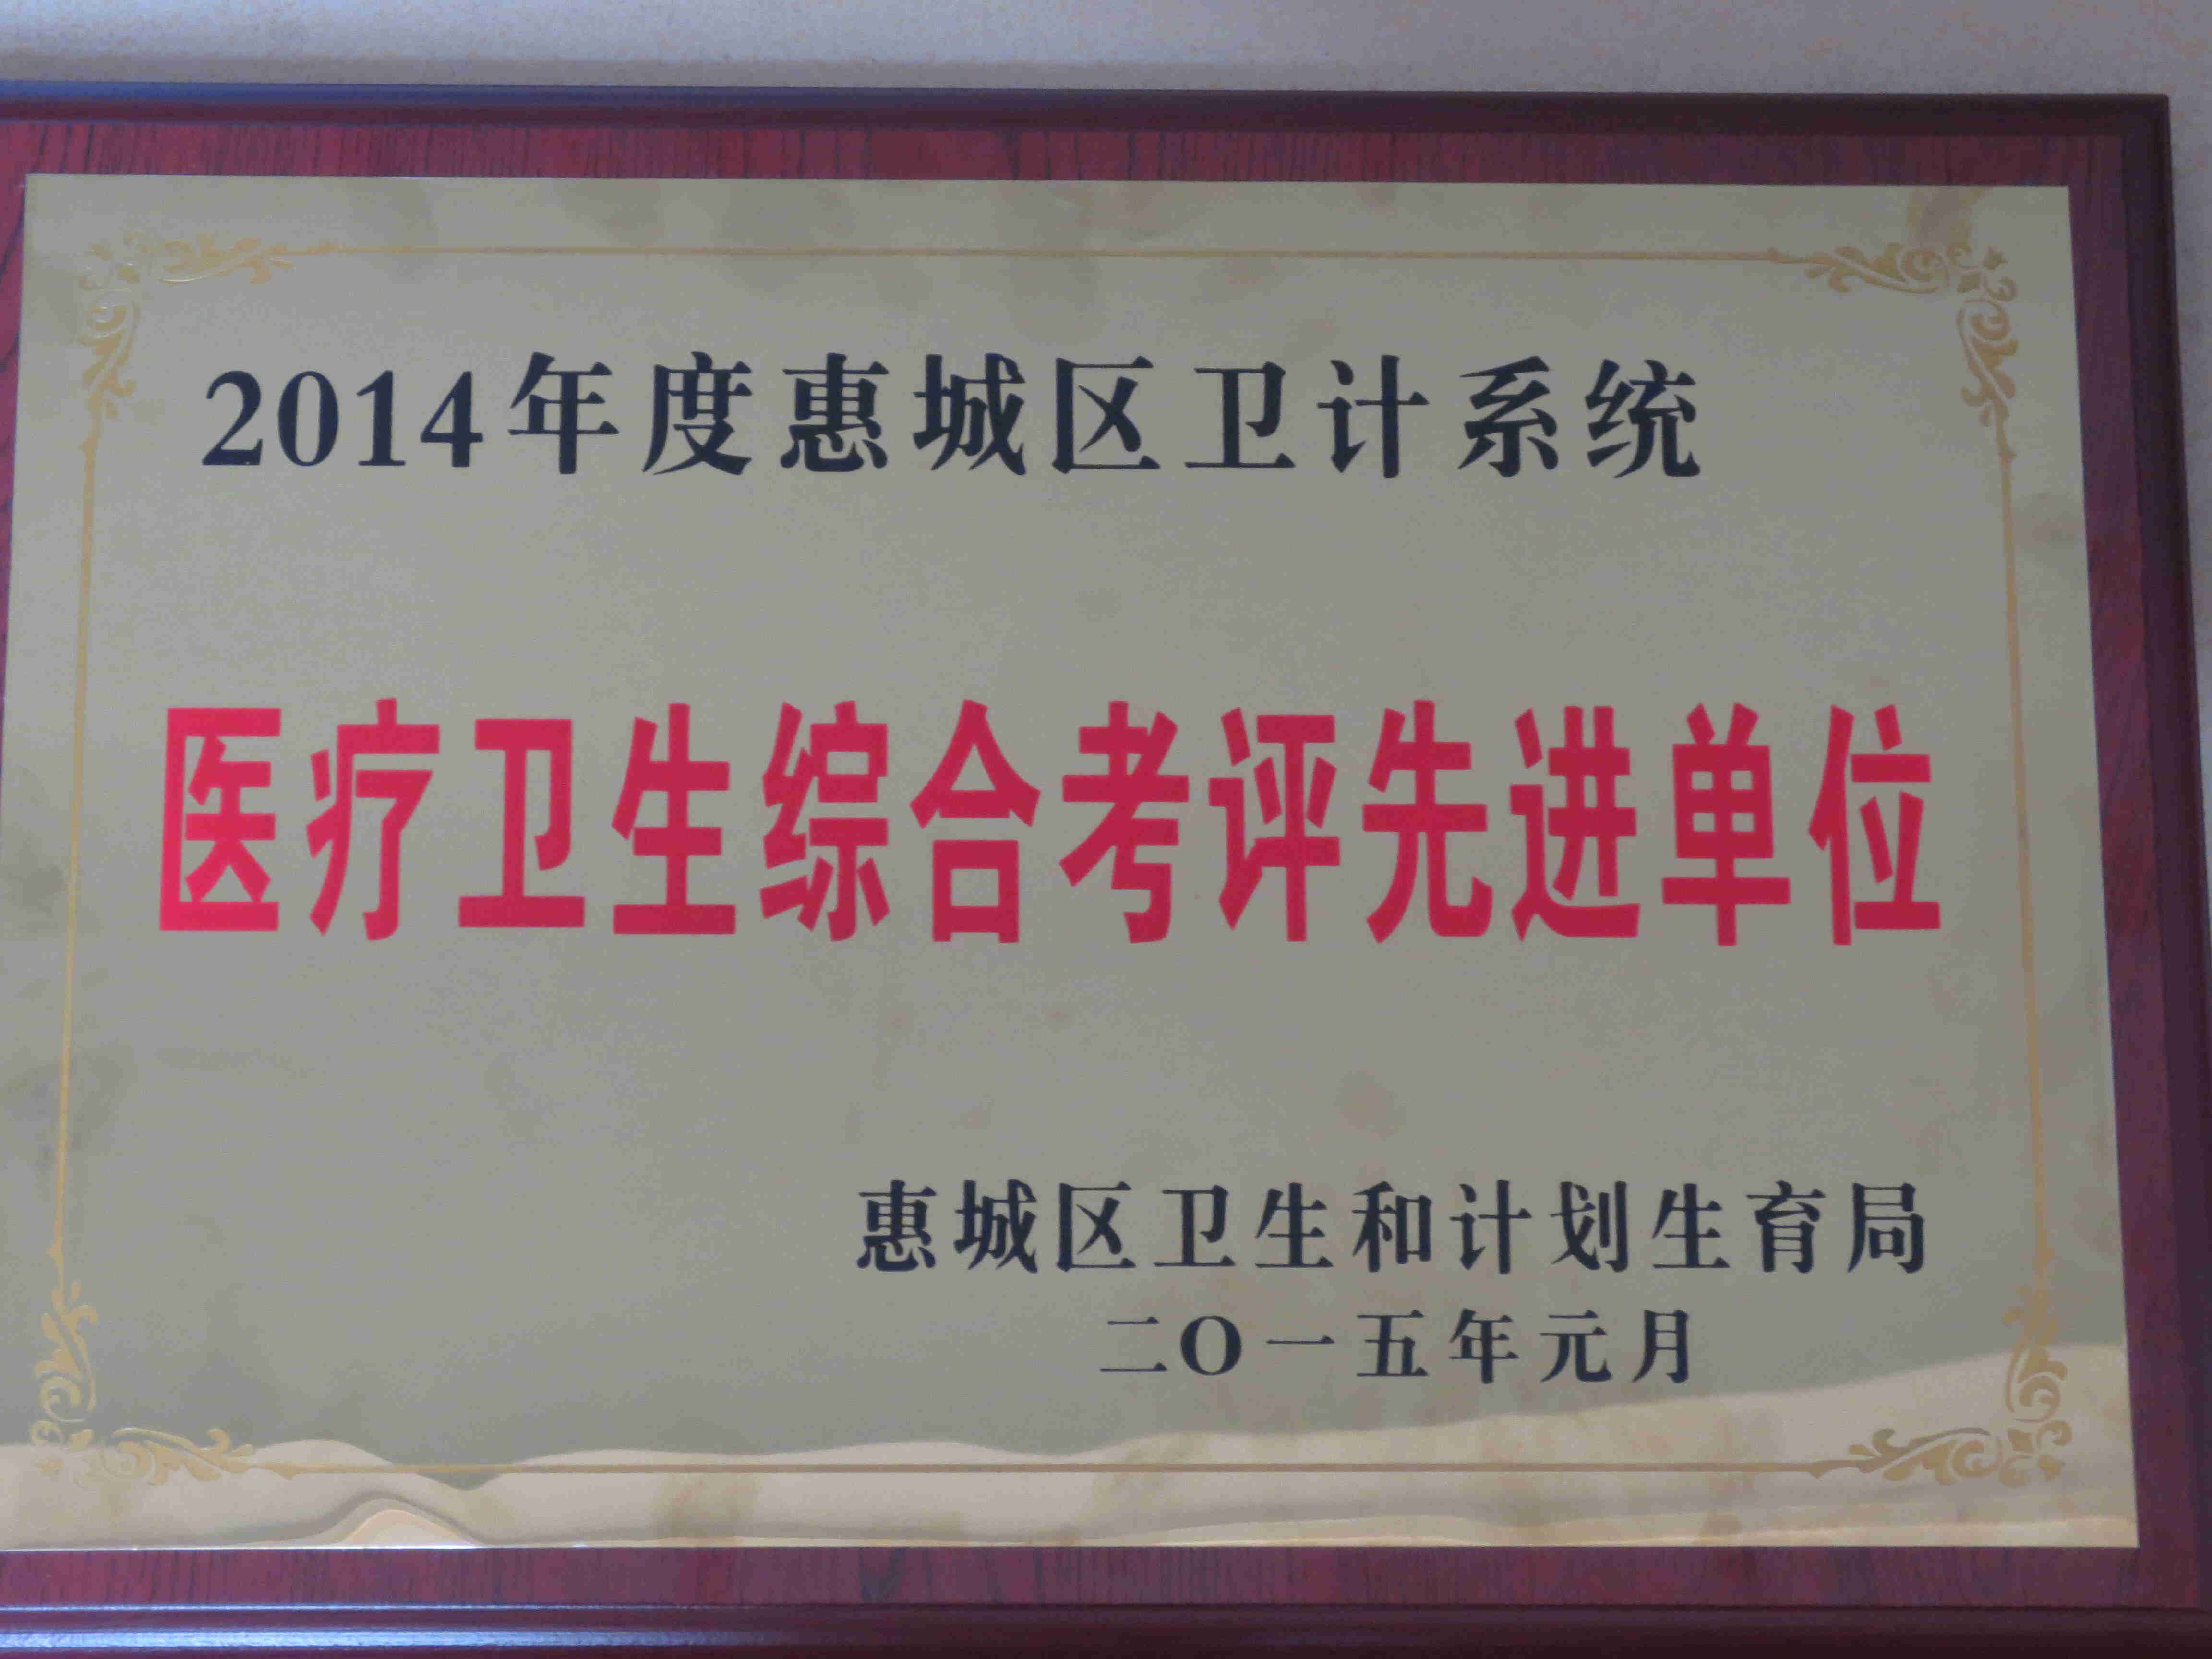 2014年度惠城区卫计系统
医疗卫生综合考评先进单位
惠城区卫生和计划生育局
二O一五年元月